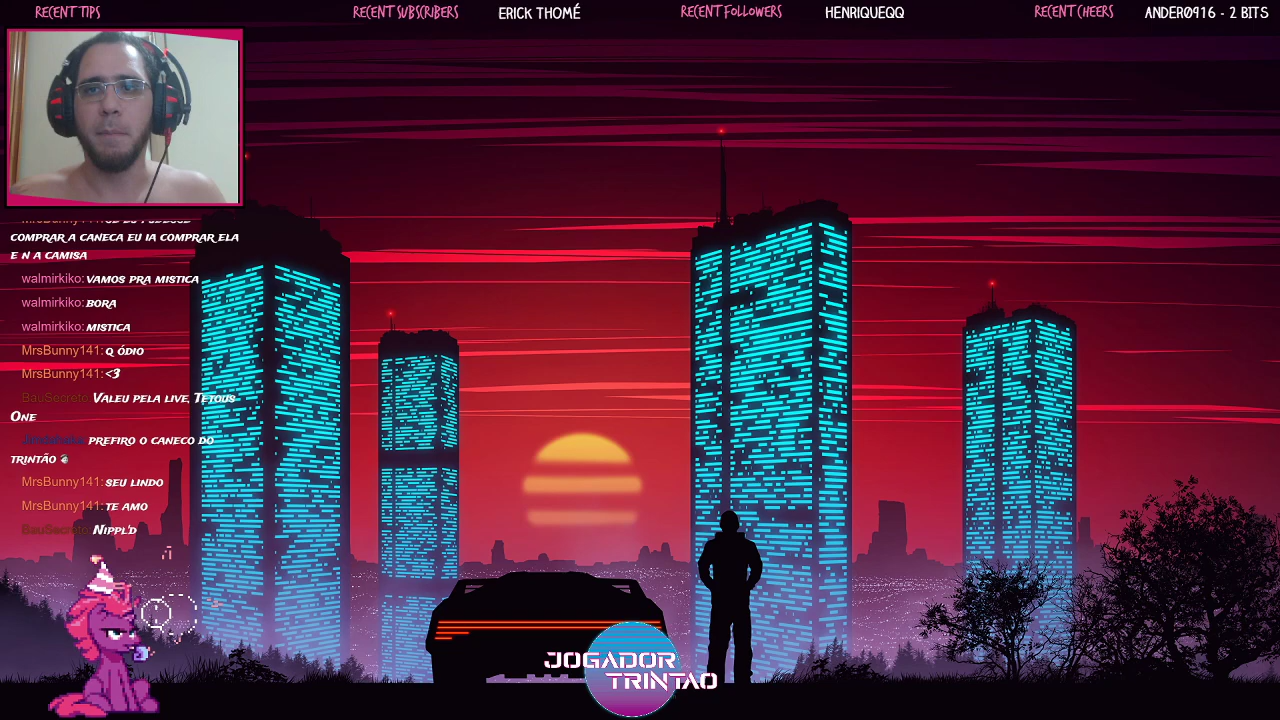 RECENT TIPS
RECENT SUBSCRIBERS
ERICK THOMÉ
RECENT FOLLOWERS
HENRIQUEQQ
RECENT CHEERS
ANDER0916 - 2 BITS
COMPRAR A CANECA EU IA COMPRAR ELA
E N A CAMISA
walmirkiko: VAMOS PRA MISTICA
walmirkiko: BORA
walmirkiko: MISTICA
MrsBunny141: Q ÓDIO
MrsBunny141: <3
BauSecreto: VALEU PELA LIVE, TETOUS
ONE
PREFIRO O CANECO DO
TRINTÃO
MrsBunny141: SEU LINDO
MrsBunny141: TE AMO
BauSecreto: NIPPL'D
JOGADOR
TRINTAO